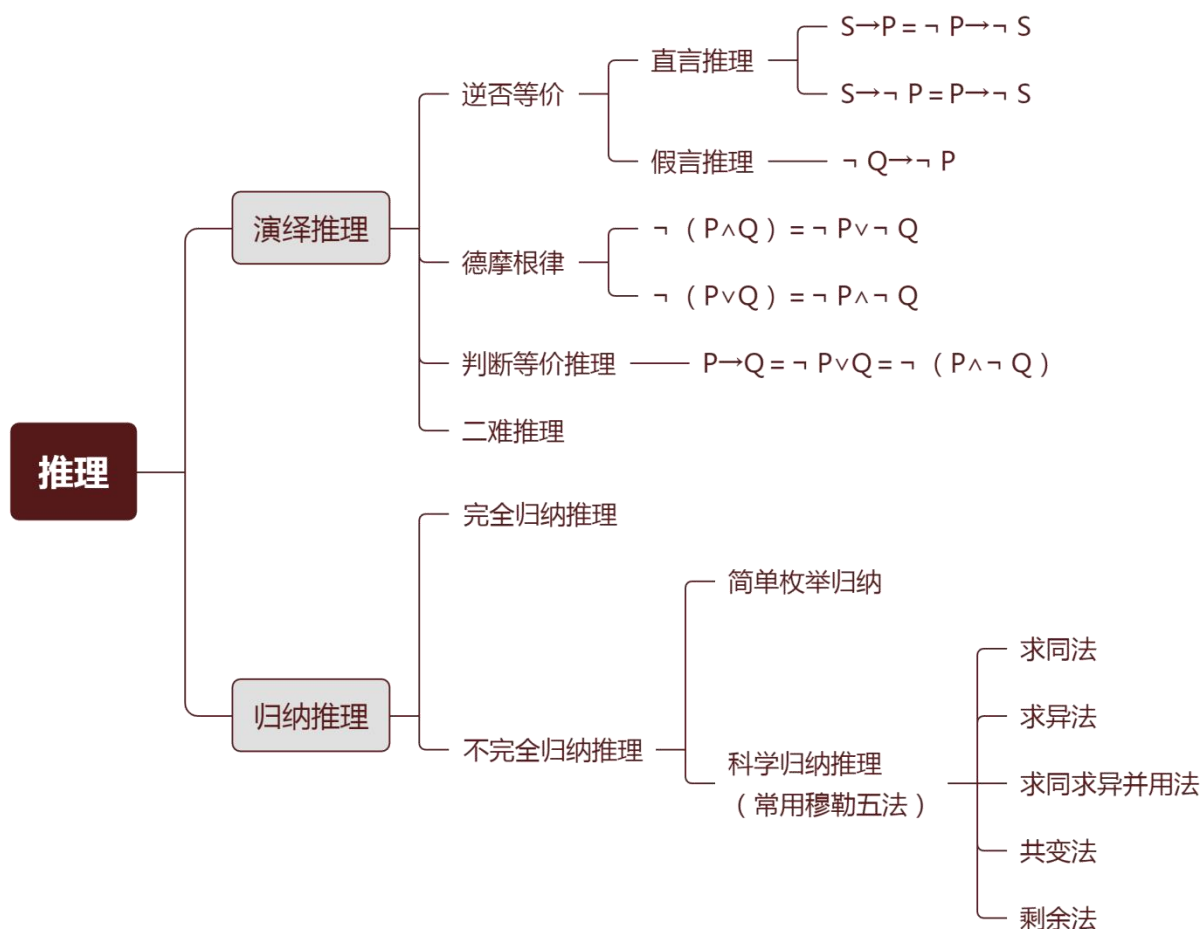 S→P = ¬ P→¬ S
直言推理
逆否等价
S→¬ P = P→¬ S
假言推理
¬ Q→¬ P
演绎推理
¬ （P∧Q）= ¬ P∨¬ Q
德摩根律
¬ （P∨Q）= ¬ P∧¬ Q
判断等价推理
P→Q = ¬ P∨Q = ¬ （P∧¬ Q）
二难推理
推理
完全归纳推理
简单枚举归纳
求同法
归纳推理
求异法
不完全归纳推理
科学归纳推理
（常用穆勒五法）
求同求异并用法
共变法
剩余法